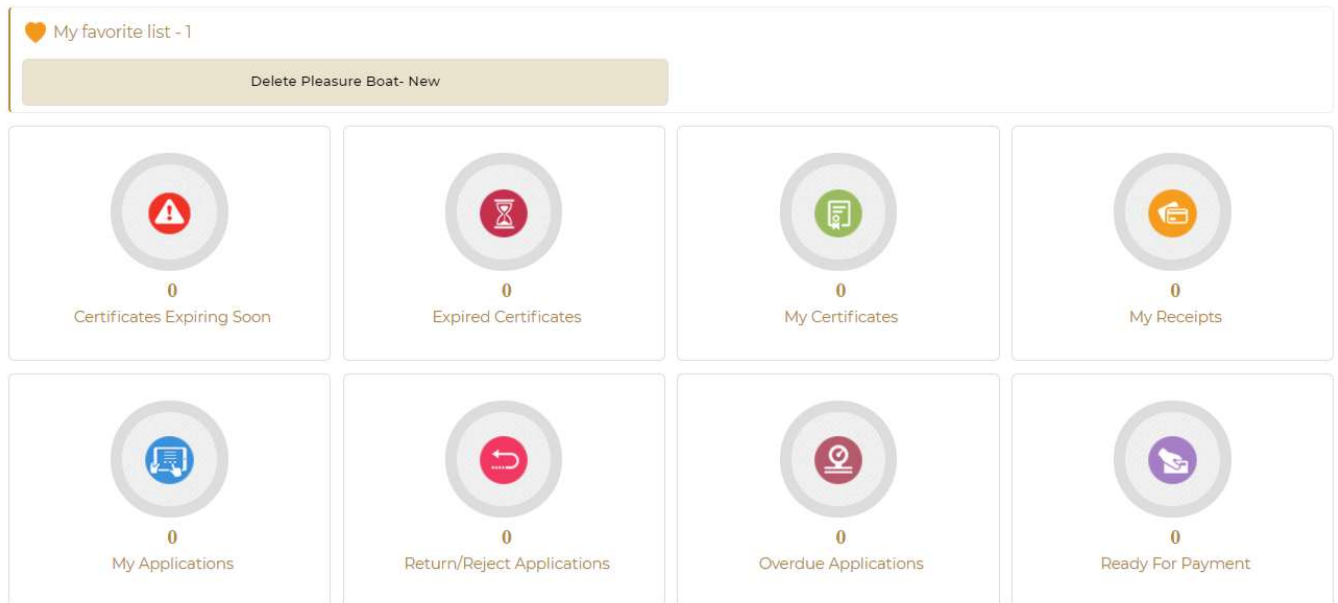 My favorite list - 1
Delete Pleasure Boat- New
0
Certificates Expiring Soon
0
Expired Certificates
0
My Certificates
0
My Receipts
0
My Applications
0
Return/Reject Applications
0
Overdue Applications
0
Ready For Payment